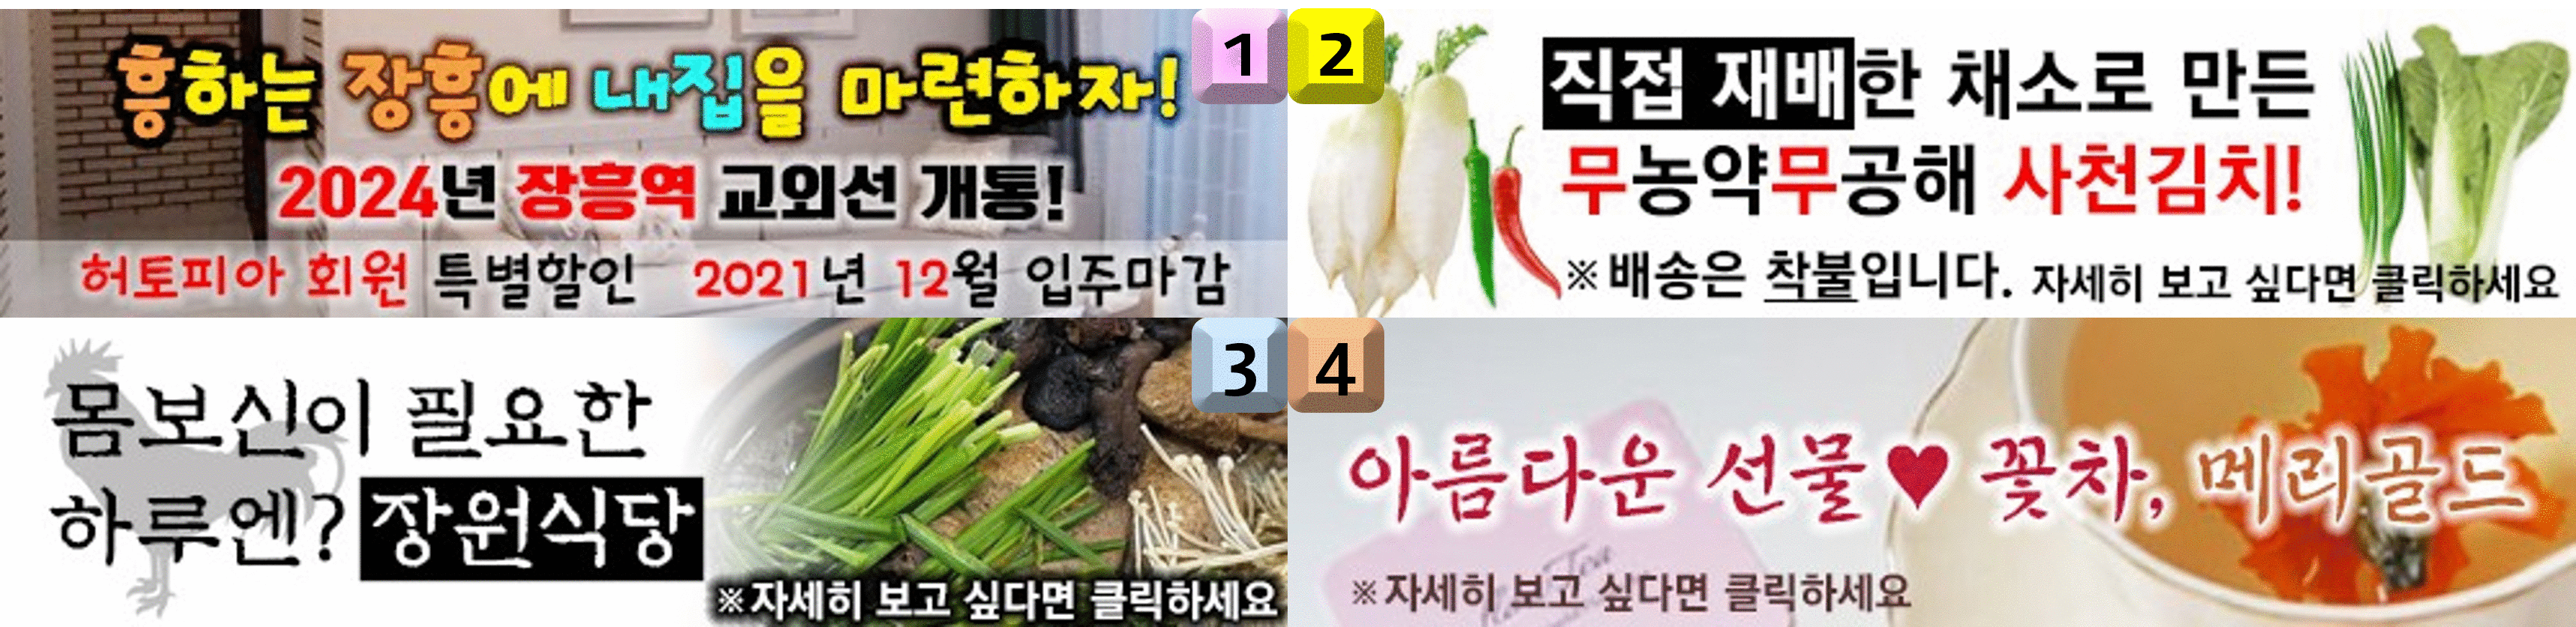 흥하는 장흥에 내집을 마련하자!
2024년 장흥역 교외선 개통!
허토피아 회원 특별할인 2021년 12월 입주마감
1
2
직접 재배한 채소로 만든
무농약무공해 사천김치!
※배송은 착불입니다. 자세히 보고 싶다면 클릭하세요
몸보신이 필요한
하루엔? 장원식당
※자세히 보고 싶다면 클릭하세요
3
4
아름다운 선물♥ 꽃차, 메리골드
※자세히 보고 싶다면 클릭하세요